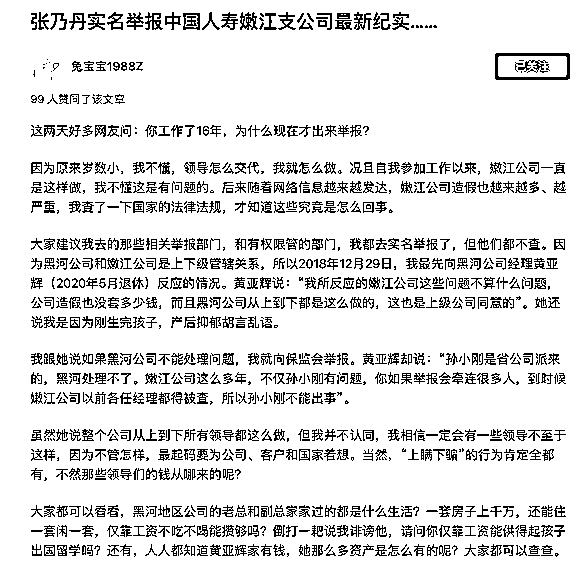 张乃丹实名举报中国人寿嫩江支公司最新纪实......
兔宝宝1988Z
已关注
99 人赞同了该文章
这两天好多网友问：你工作了16年，为什么现在才出来举报？
因为原来岁数小，我不懂，领导怎么交代，我就怎么做。况且自我参加工作以来，嫩江公司一直
是这样做，我不懂这是有问题的。后来随着网络信息越来越发达，嫩江公司造假也越来越多、越
严重，我查了一下国家的法律法规，才知道这些究竟是怎么回事。
大家建议我去的那些相关举报部门，和有权限管的部门，我都去实名举报了，但他们都不查。因
为黑河公司和嫩江公司是上下级管辖关系，所以2018年12月29日，我最先向黑河公司经理黄亚
辉（2020年5月退休）反应的情况。黄亚辉说：“我所反应的嫩江公司这些问题不算什么问题，
公司造假也没套多少钱，而且黑河公司从上到下都是这么做的，这也是上级公司同意的”。她还
说我是因为刚生完孩子，产后抑郁胡言乱语。
我跟她说如果黑河公司不能处理问题，我就向保监会举报。黄亚辉却说：“孙小刚是省公司派来
的，黑河处理不了。嫩江公司这么多年，不仅孙小刚有问题，你如果举报会牵连很多人，到时候
嫩江公司以前各任经理都得被查，所以孙小刚不能出事”。
虽然她说整个公司从上到下所有领导都这么做，但我并不认同，我相信一定会有一些领导不至于
这样，因为不管怎样，最起码要为公司、客户和国家着想。当然，“上瞒下骗”的行为肯定全都
有，不然那些领导们的钱从哪来的呢？
大家都可以看看，黑河地区公司的老总和副总家家过的都是什么生活？一套房子上千万，还能住
一套闲一套，仅靠工资不吃不喝能攒够吗？倒打一耙说我诽谤他，请问你仅靠工资能供得起孩子
出国留学吗？还有，人人都知道黄亚辉家有钱，她那么多资产是怎么有的呢？大家都可以查查。